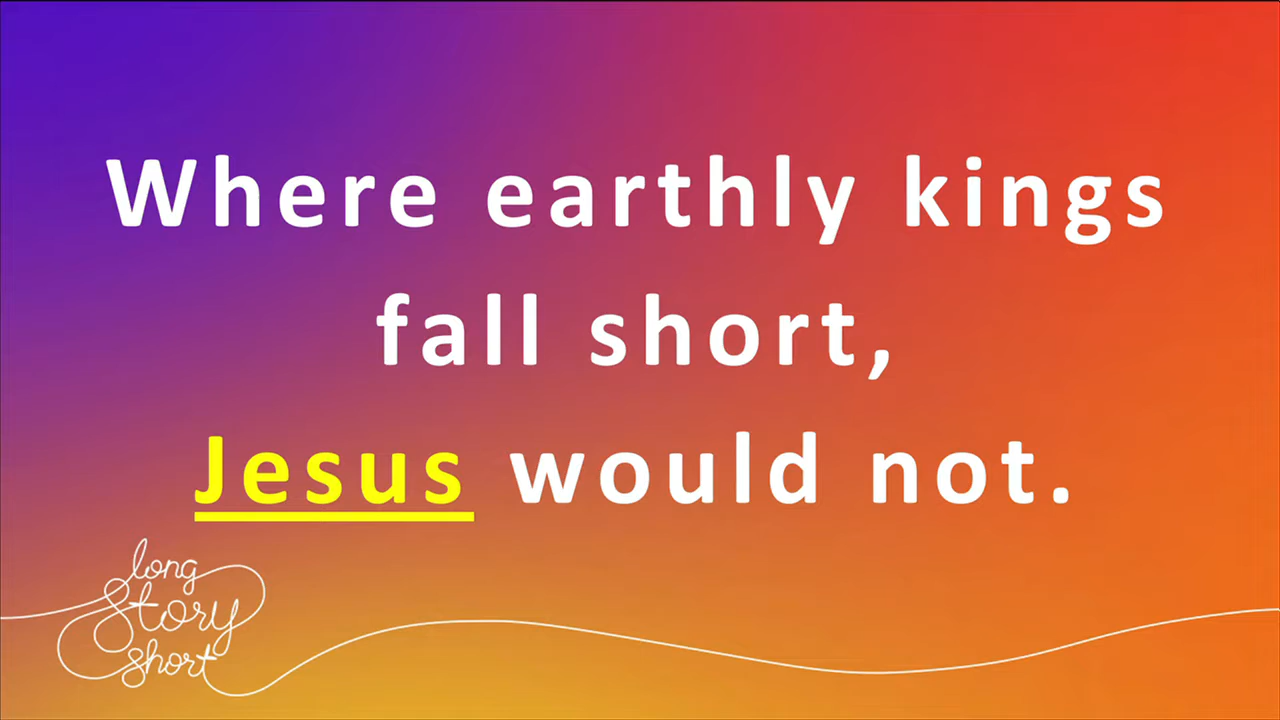 Where earthly kings
fall short,
Jesus would not.
long
Story
short